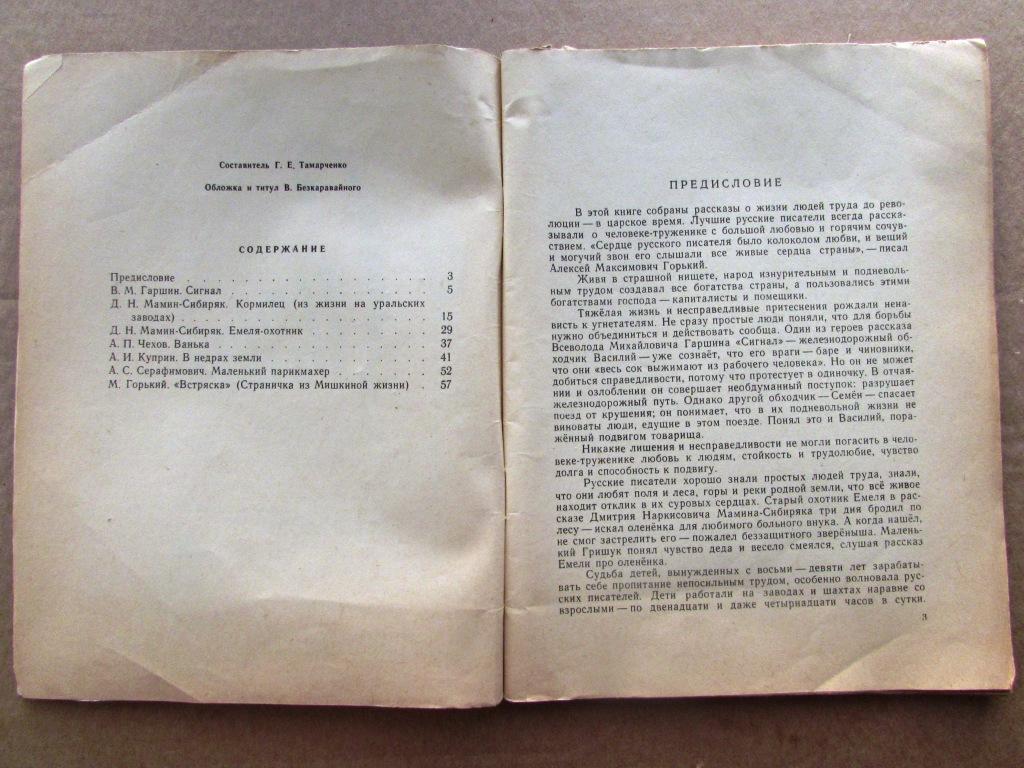 Составитель Г. Е. Тамарченко
Обложка и титул В. Безкаравайного
СОДЕРЖАНИЕ
Предисловие . . . . . . . . . . . . . . 3
В. М. Гаршин. Сигнал . . . . . . . . . . . 5
Д. Н. Мамин-Сибиряк. Кормилец (из жизни на уральских
заводах) . . . . . . . . . . . . . . 15
Д. Н. Мамин-Сибиряк. Емеля-охотник . . . . . . . 29
А. П. Чехов. Ванька . . . . . . . . . . . . 37
А. И. Куприн. В недрах земли . . . . . . . . . 41
А. С. Серафимович. Маленький парикмахер . . . . . 52
М. Горький. «Встряска» (Страничка из Мишкиной жизни) . 57
ПРЕДИСЛОВИЕ
В этой книге собраны рассказы о жизни людей труда до рево-
люции — в царское время. Лучшие русские писатели всегда расска-
зывали о человеке-труженике с большой любовью и горячим сочув-
ствием. «Сердце русского писателя было колоколом любви, и вещий
и могучий звон его слышали все живые сердца страны», — писал
Алексей Максимович Горький.
Живя в страшной нищете, народ изнурительным и подневоль-
ным трудом создавал все богатства страны, а пользовались этими
богатствами господа — капиталисты и помещики.
Тяжёлая жизнь и несправедливые притеснения рождали нена-
висть к угнетателям. Не сразу простые люди поняли, что для борьбы
нужно объединиться и действовать сообща. Один из героев рассказа
Всеволода Михайловича Гаршина «Сигнал» — железнодорожный об-
ходчик Василий — уже сознаёт, что его враги — баре и чиновники,
что они «весь сок выжимают из рабочего человека». Но он не может
добиться справедливости, потому что протестует в одиночку. В отчая-
нии и озлоблении он совершает необдуманный поступок: разрушает
железнодорожный путь. Однако другой обходчик — Семён — спасает
поезд от крушения; он понимает, что в их подневольной жизни не
виноваты люди, едущие в этом поезде. Понял это и Василий, пора-
жённый подвигом товарища.
Никакие лишения и несправедливости не могли погасить в чело-
веке-труженике любовь к людям, стойкость и трудолюбие, чувство
долга и способность к подвигу.
Русские писатели хорошо знали простых людей труда, знали,
что они любят поля и леса, горы и реки родной земли, что всё живое
находит отклик в их суровых сердцах. Старый охотник Емеля в рас-
сказе Дмитрия Наркисовича Мамина-Сибиряка три дня бродил по
лесу — искал оленёнка для любимого больного внука. А когда нашёл,
не смог застрелить его — пожалел беззащитного зверёныша. Малень-
кий Гришук понял чувство деда и весело смеялся, слушая рассказ
Емели про оленёнка.
Судьба детей, вынужденных с восьми — девяти лет зарабаты-
вать себе пропитание непосильным трудом, особенно волновала рус-
ских писателей. Дети работали на заводах и шахтах наравне со
взрослыми — по двенадцати и даже четырнадцати часов в сутки.
3